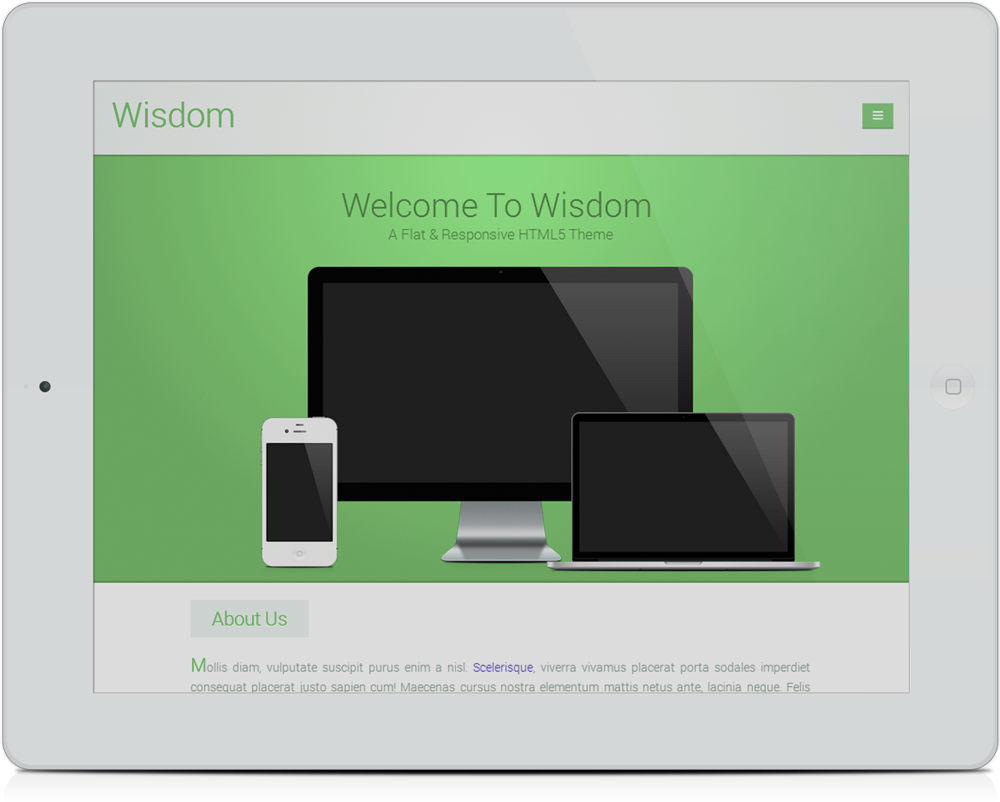 Wisdom
Welcome To Wisdom
A Flat & Responsive HTML5 Theme
About Us
Mollis diam, vulputate suscipit purus enim a nisl. Scelerisque, viverra vivamus placerat porta sodales imperdiet
consequat placerat justo sapien cum! Maecenas cursus nostra elementum mattis netus ante, lacinia neque. Felis